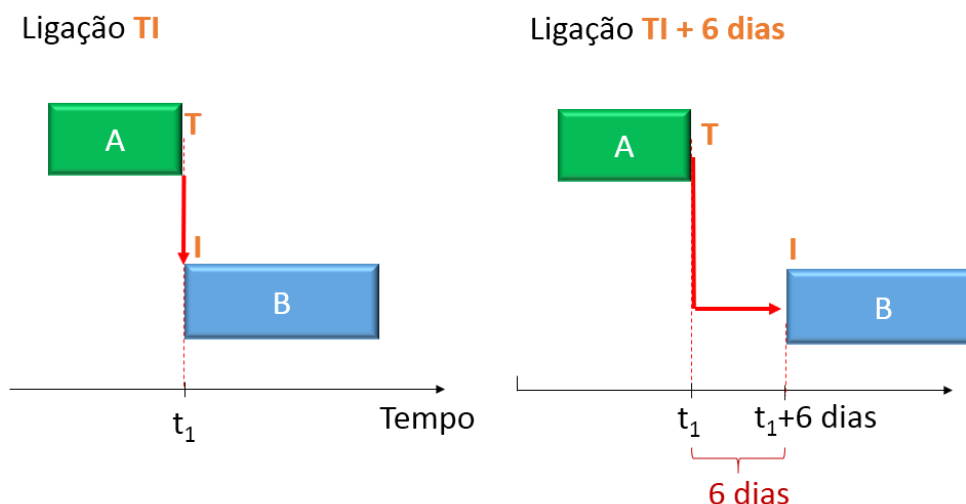 Ligação TI
A
T
I
B
t1
Tempo
Ligação TI + 6 dias
A
T
I
B
t1
t1+6 dias
6 dias